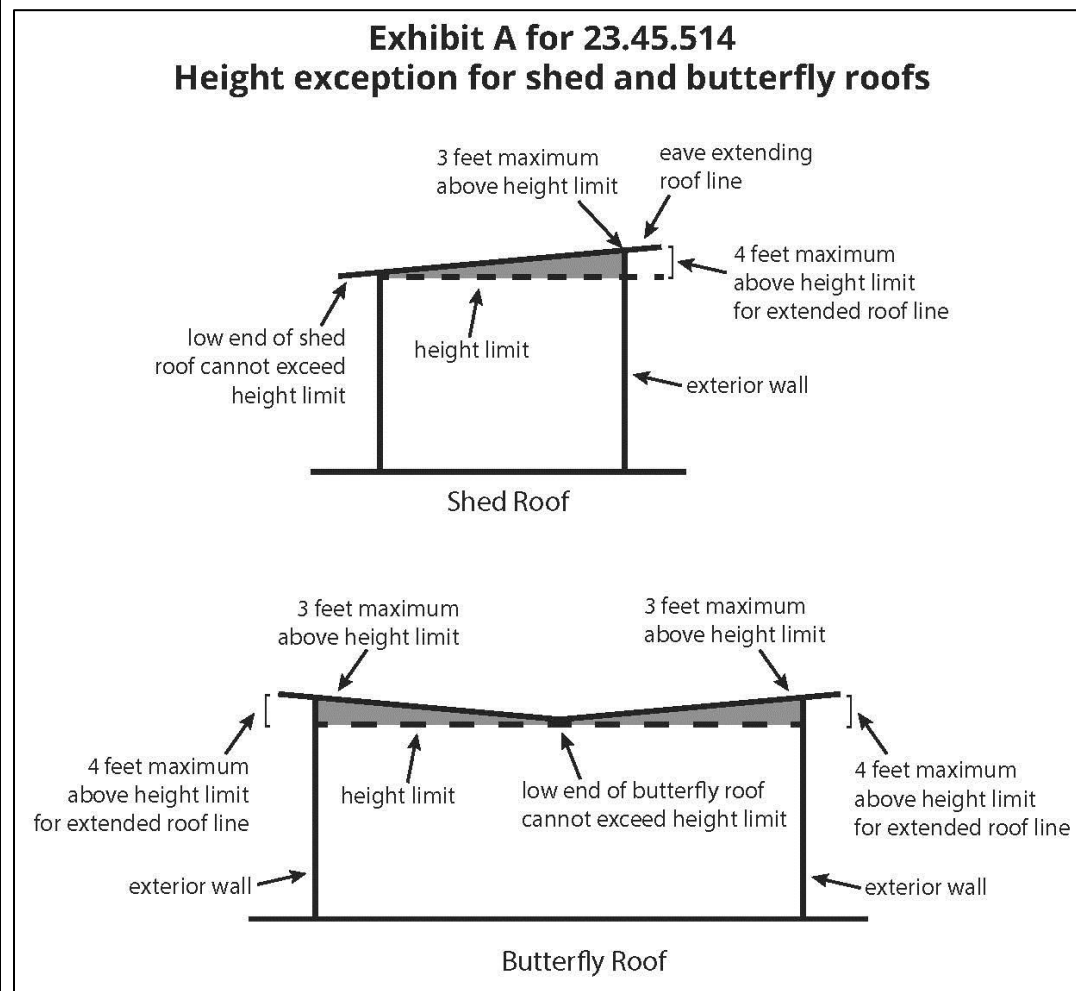 Exhibit A for 23.45.514
Height exception for shed and butterfly roofs
3 feet maximum
above height limit
eave extending
roof line
4 feet maximum
above height limit
for extended roof line
low end of shed
roof cannot exceed
height limit
height limit
exterior wall
Shed Roof
3 feet maximum
above height limit
3 feet maximum
above height limit
4 feet maximum
above height limit
for extended roof line
height limit
low end of butterfly roof
cannot exceed height limit
4 feet maximum
above height limit
for extended roof line
exterior wall
exterior wall
Butterfly Roof